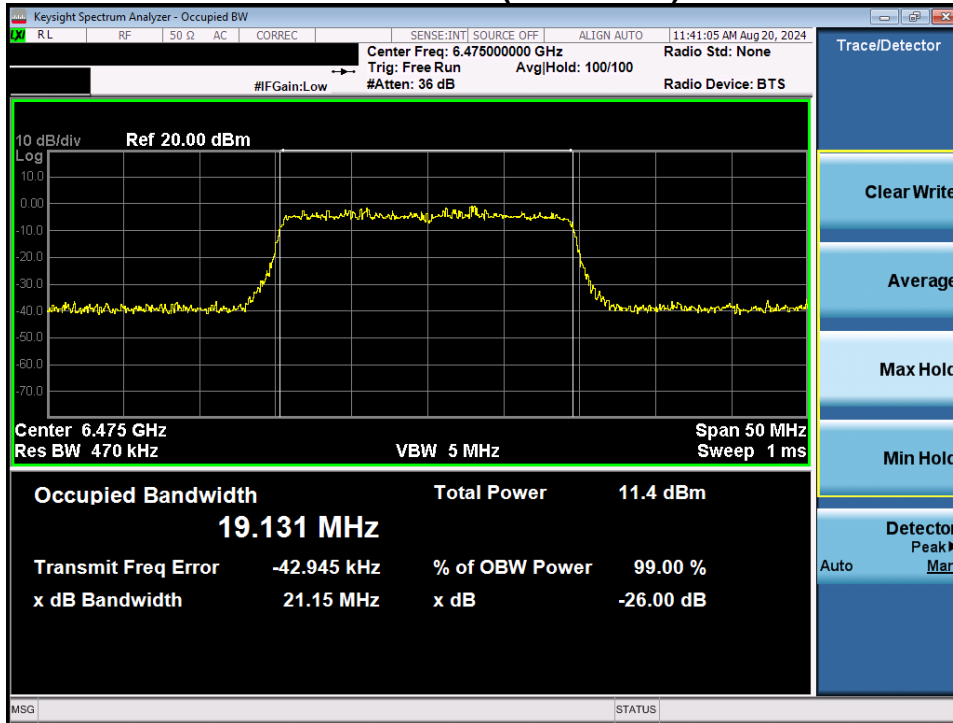 Keysight Spectrum Analyzer - Occupied BW
LXI RL RF 50 Ω AC CORREC SENSE:INT SOURCE OFF ALIGN AUTO 11:41:05 AM Aug 20, 2024
Center Freq: 6.475000000 GHz Radio Std: None
Trig: Free Run Avg|Hold: 100/100
#IFGain:Low #Atten: 36 dB Radio Device: BTS
10 dB/div Ref 20.00 dBm
Log
10.0
0.00
-10.0
-20.0
-30.0
-40.0
-50.0
-60.0
-70.0
Center 6.475 GHz Span 50 MHz
Res BW 470 kHz VBW 5 MHz Sweep 1 ms
Occupied Bandwidth Total Power 11.4 dBm
19.131 MHz
Transmit Freq Error -42.945 kHz % of OBW Power 99.00 %
x dB Bandwidth 21.15 MHz x dB -26.00 dB
MSG STATUS
Trace/Detector
Clear Write
Average
Max Hold
Min Hold
Detector
Peak
Auto Man